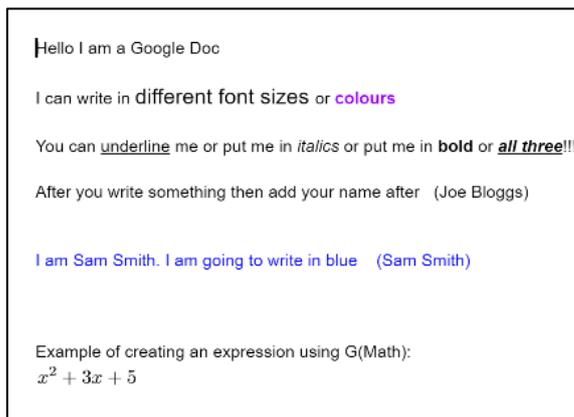 Hello I am a Google Doc
I can write in different font sizes or colours
You can underline me or put me in italics or put me in bold or all three!!!
After you write something then add your name after (Joe Bloggs)
I am Sam Smith. I am going to write in blue (Sam Smith)
Example of creating an expression using G(Math):
x² + 3x + 5